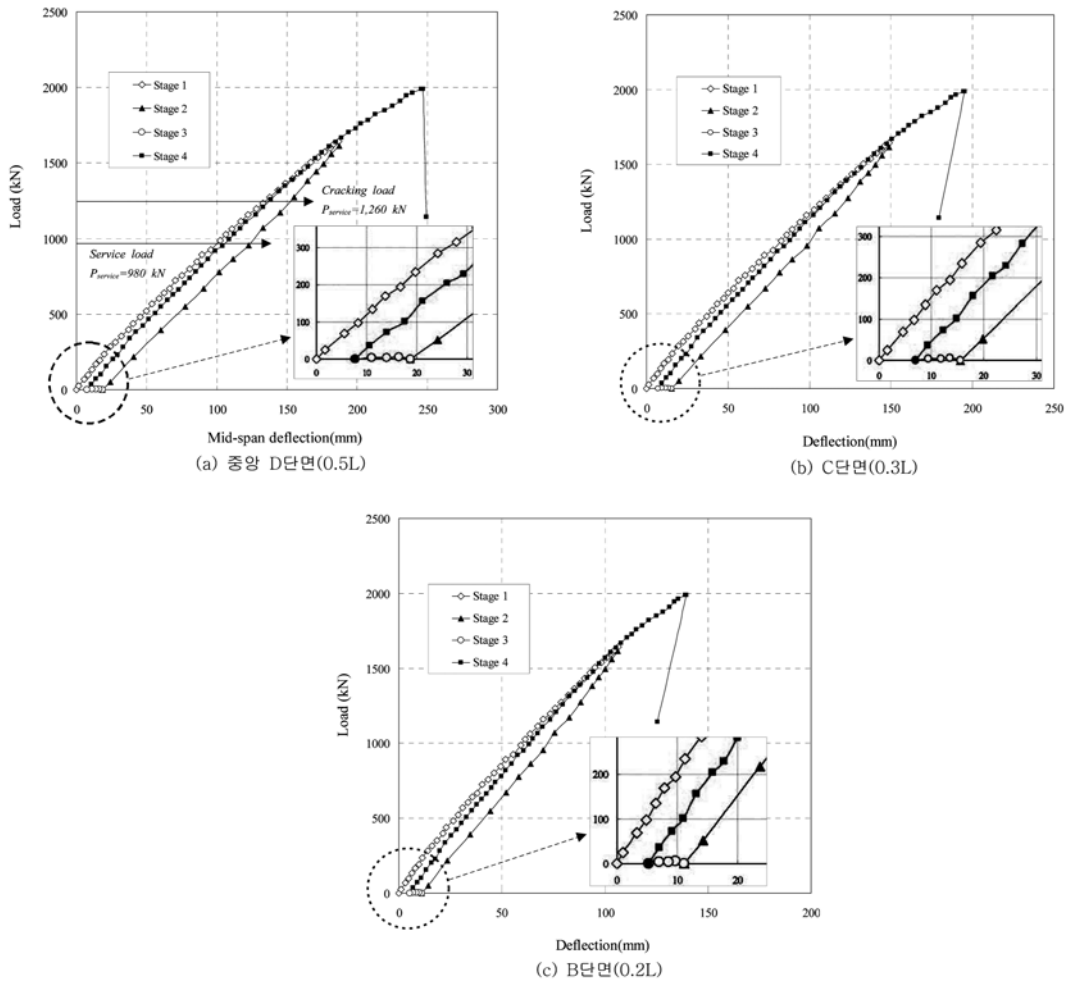 2500
2000
1500
1000
500
0
Load (kN)
Stage 1
Stage 2
Stage 3
Stage 4
Cracking load
Pservice=1,260 kN
Service load
Pservice=980 kN
300
200
100
0
0 10 20 30
0 50 100 150 200 250 300
Mid-span deflection(mm)
(a) 중앙 D단면(0.5L)
2500
2000
1500
1000
500
0
Load (kN)
Stage 1
Stage 2
Stage 3
Stage 4
300
200
100
0
0 10 20 30
0 50 100 150 200 250
Deflection(mm)
(b) C단면(0.3L)
2500
2000
1500
1000
500
0
Load (kN)
Stage 1
Stage 2
Stage 3
Stage 4
200
100
0
0 10 20
0 50 100 150 200
Deflection(mm)
(c) B단면(0.2L)